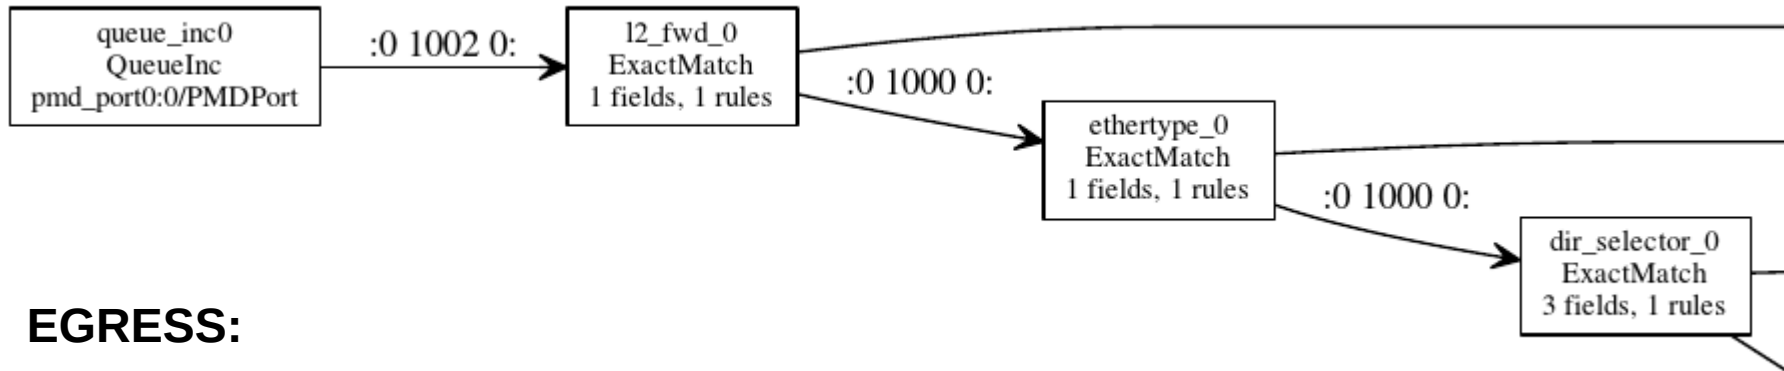 queue_inc0
QueueInc
pmd_port0:0/PMDPort
:0 1002 0:
l2_fwd_0
ExactMatch
1 fields, 1 rules
:0 1000 0:
ethertype_0
ExactMatch
1 fields, 1 rules
:0 1000 0:
dir_selector_0
ExactMatch
3 fields, 1 rules
EGRESS: